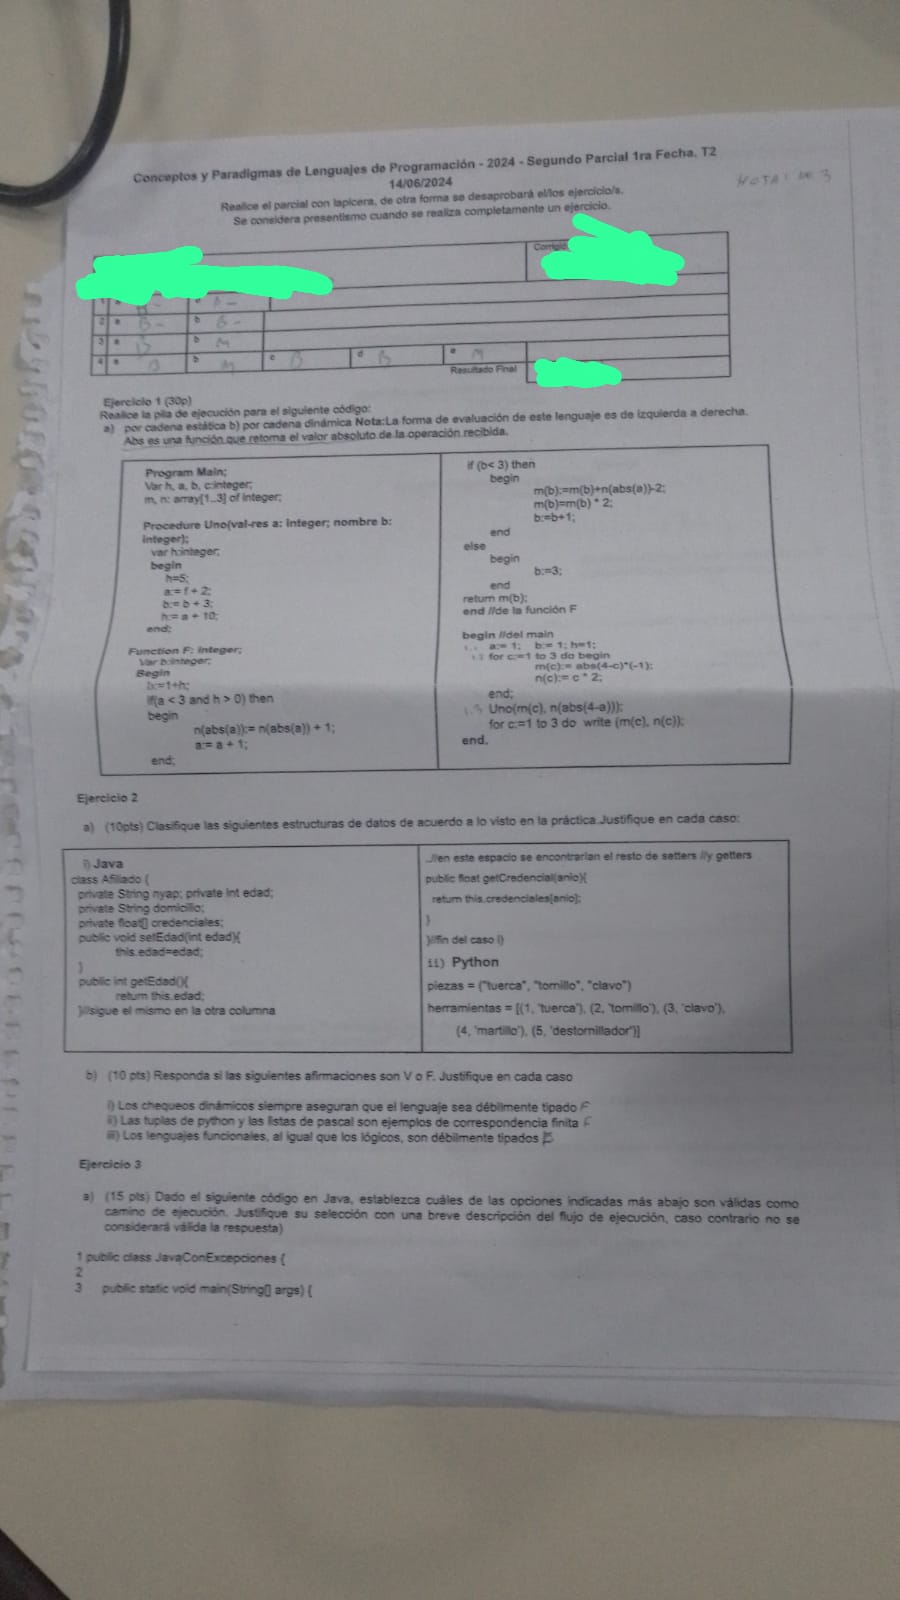 Conceptos y Paradigmas de Lenguajes de Programación - 2024 - Segundo Parcial 1ra Fecha. T2
14/06/2024
Realice el parcial con lapicera, de otra forma se desaprobará el/los ejercicio/s.
Se considera presentismo cuando se realiza completamente un ejercicio.
NOTA:
3
1 a B- A-
2 a B- b B-
3 a B b M
4 a B b M c B d B e M
Resultado Final
Ejercicio 1 (30p)
Realice la pila de ejecución para el siguiente código:
a) por cadena estática b) por cadena dinámica Nota:La forma de evaluación de este lenguaje es de izquierda a derecha.
Abs es una función que retorna el valor absoluto de la operación recibida.
Program Main;
Var h, a, b, c:integer;
m, n: array[1..3] of integer;
Procedure Uno(val-res a: integer; nombre b:
integer);
var h:integer;
begin
h=5;
a:= f + 2;
b:= b + 3;
h:= a + 10;
end;
Function F: integer;
Var b:integer;
Begin
b:=1+h;
if(a < 3 and h > 0) then
begin
n(abs(a)):= n(abs(a)) + 1;
a:= a + 1;
end;
if (b< 3) then
begin
m(b):=m(b)+n(abs(a))-2;
m(b)=m(b) * 2;
b:=b+1;
end
else
begin
b:=3;
end
return m(b);
end //de la función F
begin //del main
a:= 1; b:= 1; h=1;
for c:=1 to 3 do begin
m(c):= abs(4-c)*(-1);
n(c):= c * 2;
end;
Uno(m(c), n(abs(4-a)));
for c:=1 to 3 do write (m(c), n(c));
end.
Ejercicio 2
a) (10pts) Clasifique las siguientes estructuras de datos de acuerdo a lo visto en la práctica.Justifique en cada caso:
i) Java
class Afiliado {
private String nyap; private int edad;
private String domicilio;
private float[] credenciales;
public void setEdad(int edad){
this.edad=edad;
}
public int getEdad(){
return this.edad;
}//sigue el mismo en la otra columna
..//en este espacio se encontrarían el resto de setters //y getters
public float getCredencial(anio){
return this.credenciales[anio];
}
}//fin del caso i)
ii) Python
piezas = ("tuerca", "tornillo", "clavo")
herramientas = [(1, 'tuerca'), (2, 'tornillo'), (3, 'clavo'),
(4, 'martillo'), (5, 'destornillador')]
b) (10 pts) Responda si las siguientes afirmaciones son V o F. Justifique en cada caso
i) Los chequeos dinámicos siempre aseguran que el lenguaje sea débilmente tipado F
ii) Las tuplas de python y las listas de pascal son ejemplos de correspondencia finita F
iii) Los lenguajes funcionales, al igual que los lógicos, son débilmente tipados
Ejercicio 3
a) (15 pts) Dado el siguiente código en Java, establezca cuáles de las opciones indicadas más abajo son válidas como
camino de ejecución. Justifique su selección con una breve descripción del flujo de ejecución, caso contrario no se
considerará válida la respuesta)
1 public class JavaConExcepciones {
2
3 public static void main(String[] args) {